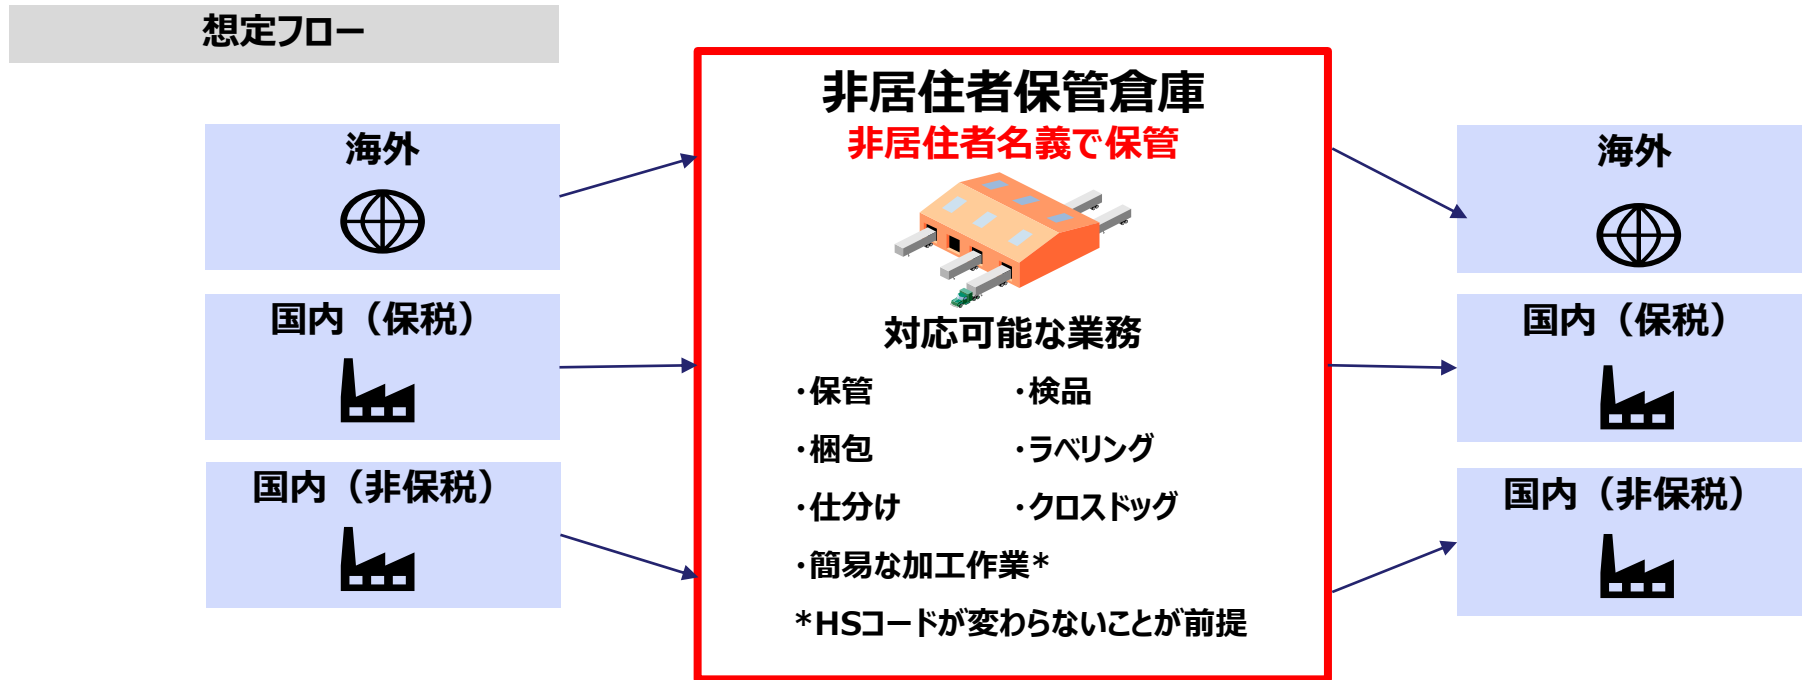 想定フロー
海外
国内（保税）
国内（非保税）
非居住者保管倉庫
非居住者名義で保管
対応可能な業務
・保管 ・検品
・梱包 ・ラベリング
・仕分け ・クロスドッグ
・簡易な加工作業*
*HSコードが変わらないことが前提
海外
国内（保税）
国内（非保税）